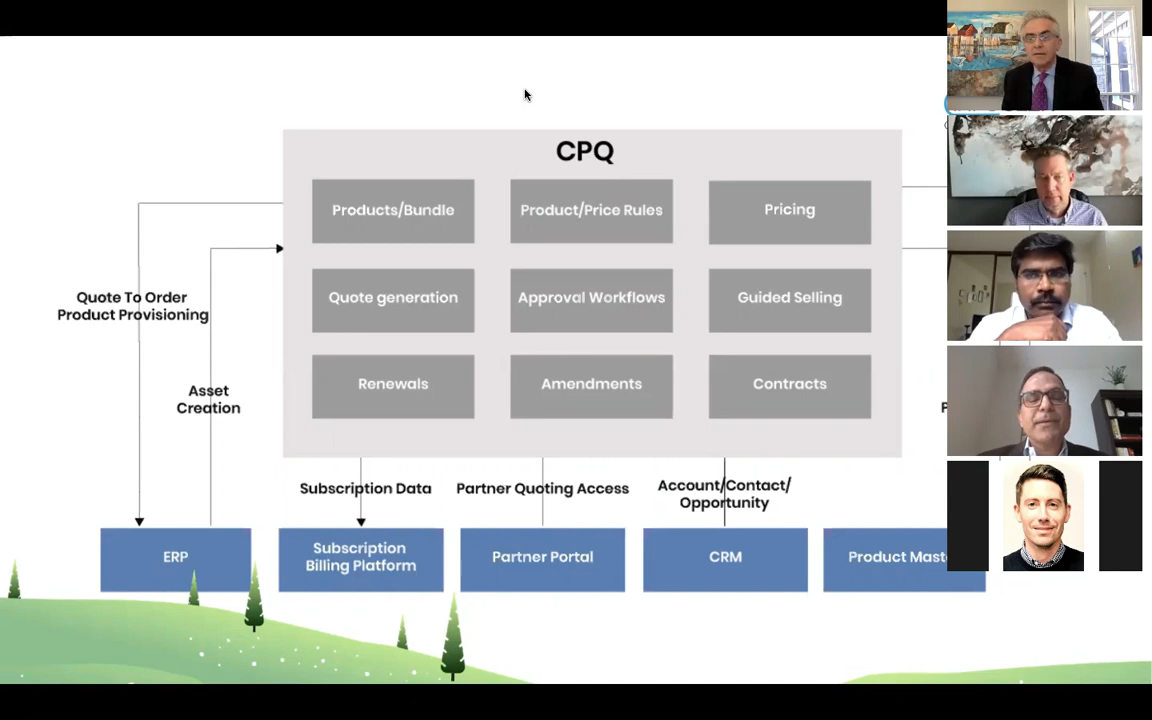 CPQ
Products/Bundle
Product/Price Rules
Pricing
Quote generation
Approval Workflows
Guided Selling
Renewals
Amendments
Contracts
Quote To Order
Product Provisioning
Asset
Creation
Subscription Data
Partner Quoting Access
Account/Contact/
Opportunity
ERP
Subscription
Billing Platform
Partner Portal
CRM
Product